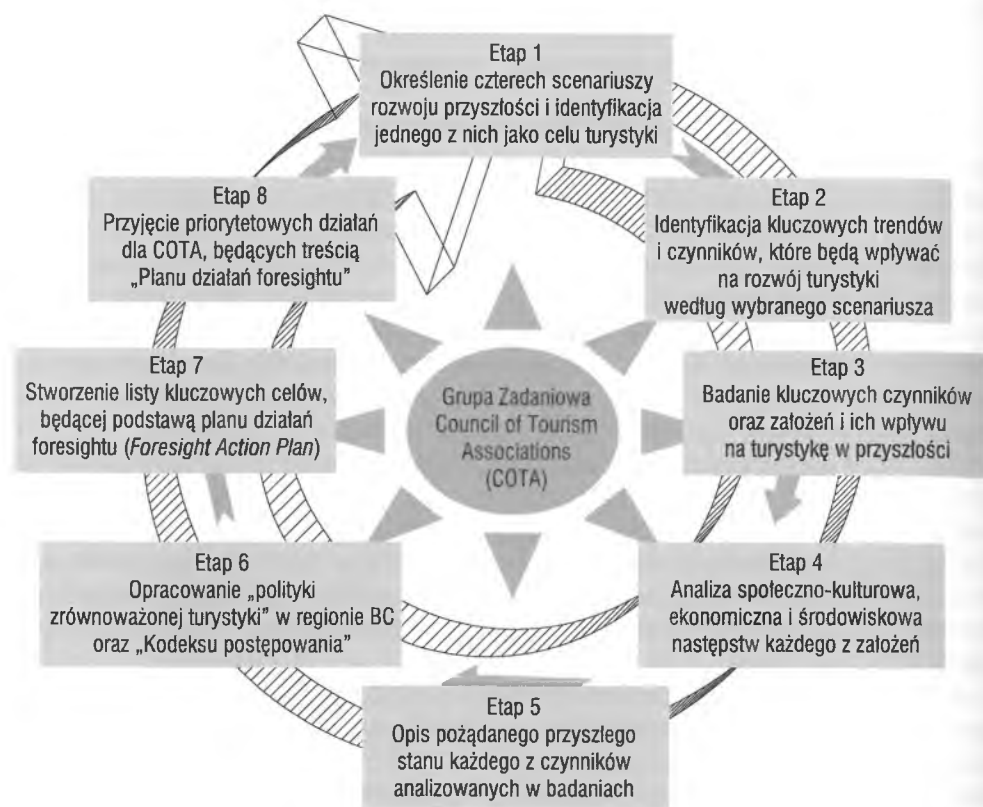 Etap 1
Określenie czterech scenariuszy
rozwoju przyszłości i identyfikacja
jednego z nich jako celu turystyki
Etap 2
Identyfikacja kluczowych trendów
i czynników, które będą wpływać
na rozwój turystyki
według wybranego scenariusza
Etap 3
Badanie kluczowych czynników
oraz założeń i ich wpływu
na turystykę w przyszłości
Etap 4
Analiza społeczno-kulturowa,
ekonomiczna i środowiskowa
następstw każdego z założeń
Etap 5
Opis pożądanego przyszłego
stanu każdego z czynników
analizowanych w badaniach
Etap 6
Opracowanie „polityki
zrównoważonej turystyki” w regionie BC
oraz „Kodeksu postępowania”
Etap 7
Stworzenie listy kluczowych celów,
będącej podstawą planu działań
foresightu (Foresight Action Plan)
Etap 8
Przyjęcie priorytetowych działań
dla COTA, będących treścią
„Planu działań foresightu”
Grupa Zadaniowa
Council of Tourism
Associations
(COTA)